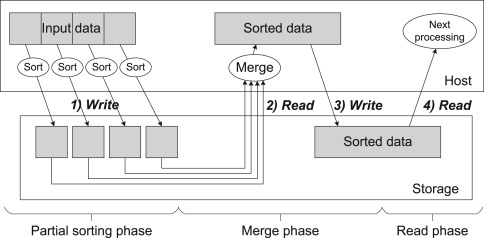 Input data
Sorted data
Next
processing
Sort
Sort
Sort
Sort
Merge
Host
1) Write
2) Read
3) Write
4) Read
Sorted data
Storage
Partial sorting phase
Merge phase
Read phase